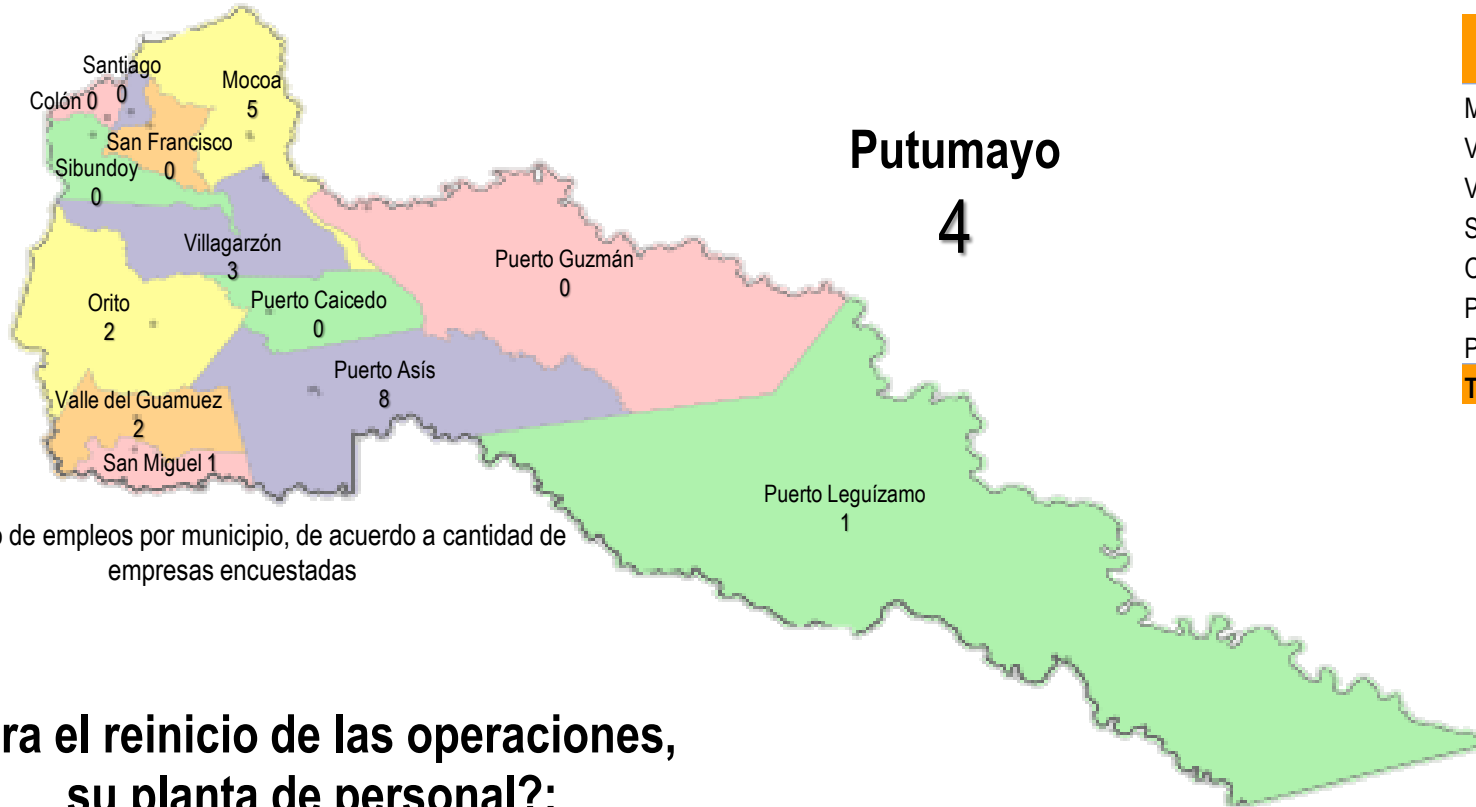 Santiago
0
Colón 0
Mocoa
5
San Francisco
0
Sibundoy
0
Putumayo
4
Villagarzón
3
Puerto Guzmán
0
Orito
2
Puerto Caicedo
0
Puerto Asís
8
Valle del Guamuez
2
San Miguel 1
Puerto Leguízamo
1
de empleos por municipio, de acuerdo a cantidad de
empresas encuestadas
el reinicio de las operaciones,
su planta de personal?: